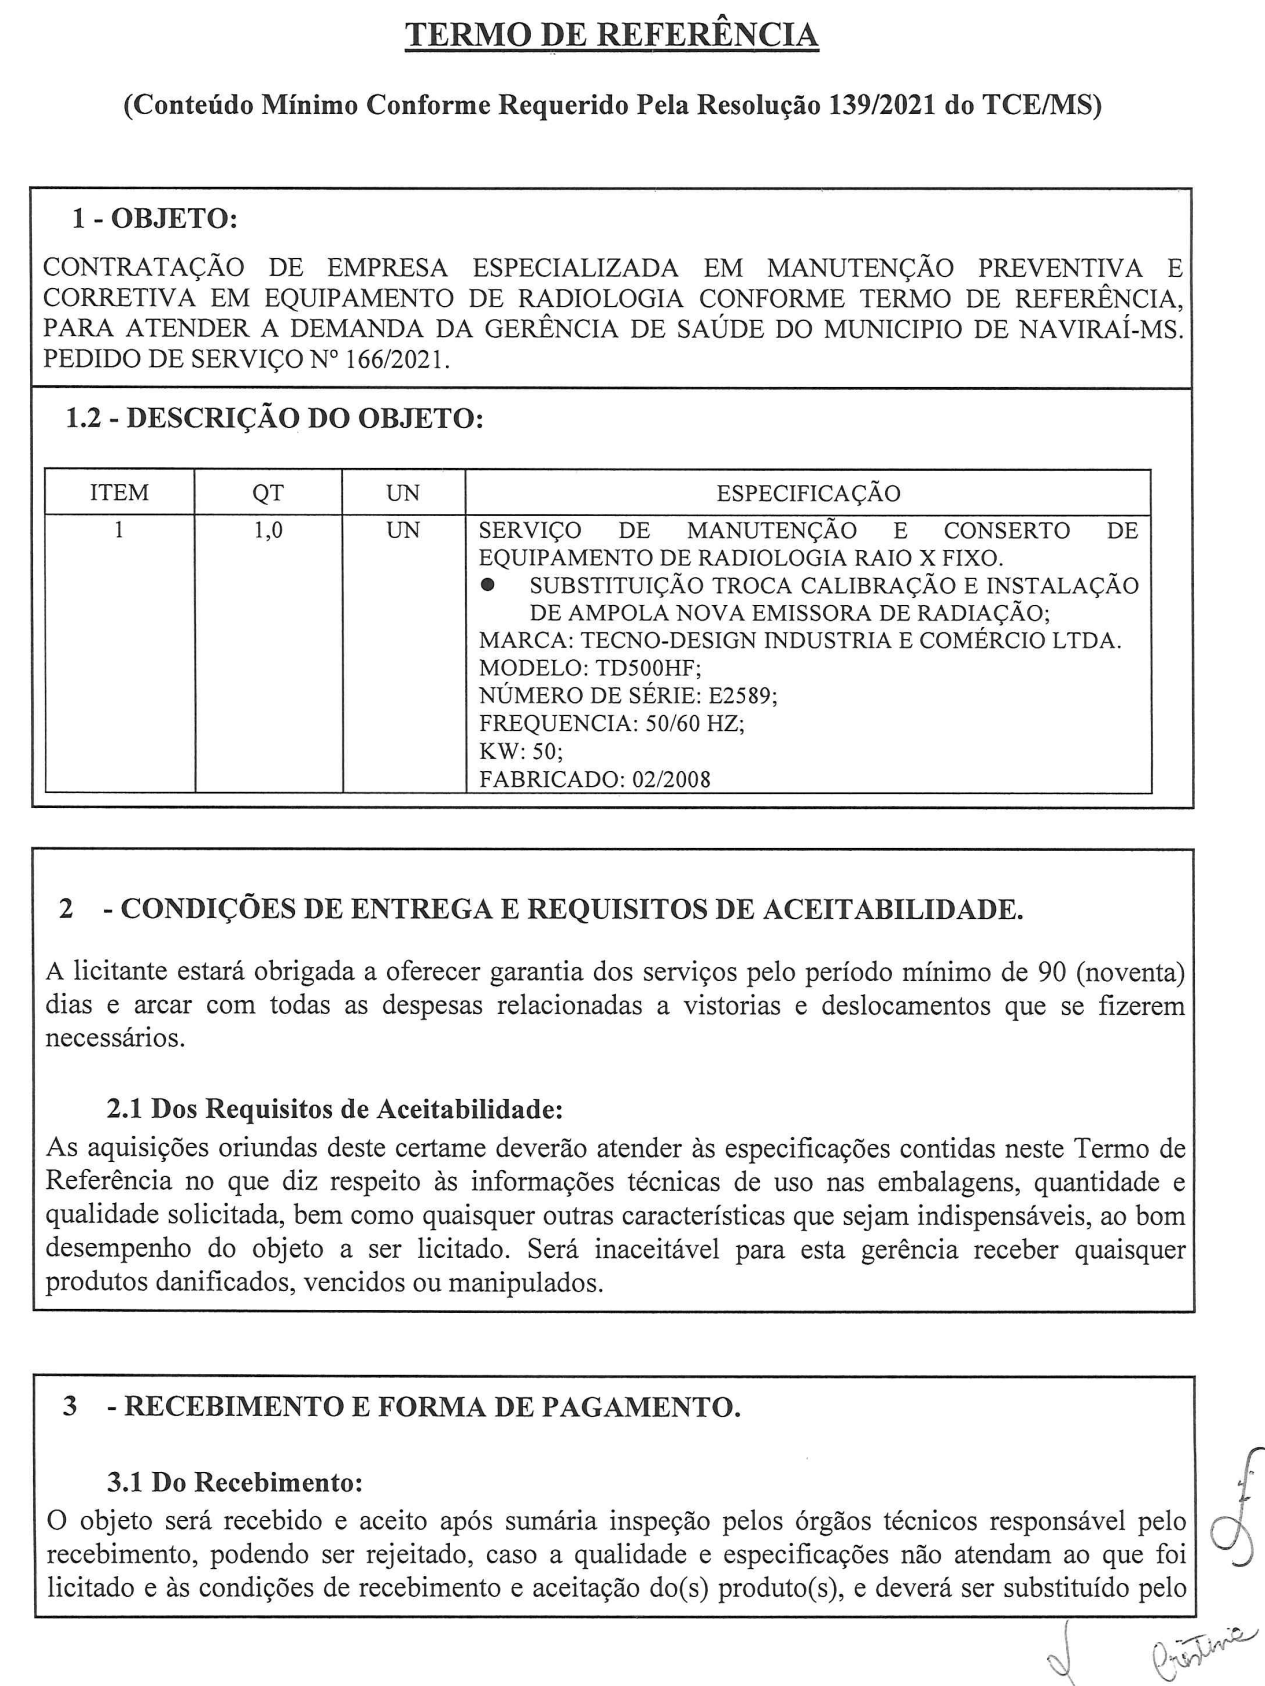 TERMO DE REFERÊNCIA
(Conteúdo Mínimo Conforme Requerido Pela Resolução 139/2021 do TCE/MS)
1 - OBJETO:
CONTRATAÇÃO DE EMPRESA ESPECIALIZADA EM MANUTENÇÃO PREVENTIVA E
CORRETIVA EM EQUIPAMENTO DE RADIOLOGIA CONFORME TERMO DE REFERÊNCIA,
PARA ATENDER A DEMANDA DA GERÊNCIA DE SAÚDE DO MUNICIPIO DE NAVIRAÍ-MS.
PEDIDO DE SERVIÇO Nº 166/2021.
1.2 - DESCRIÇÃO DO OBJETO:
ITEM QT UN ESPECIFICAÇÃO
1 1,0 UN SERVIÇO DE MANUTENÇÃO E CONSERTO DE
EQUIPAMENTO DE RADIOLOGIA RAIO X FIXO.
● SUBSTITUIÇÃO TROCA CALIBRAÇÃO E INSTALAÇÃO
DE AMPOLA NOVA EMISSORA DE RADIAÇÃO;
MARCA: TECNO-DESIGN INDUSTRIA E COMÉRCIO LTDA.
MODELO: TD500HF;
NÚMERO DE SÉRIE: E2589;
FREQUENCIA: 50/60 HZ;
KW: 50;
FABRICADO: 02/2008
2 - CONDIÇÕES DE ENTREGA E REQUISITOS DE ACEITABILIDADE.
A licitante estará obrigada a oferecer garantia dos serviços pelo período mínimo de 90 (noventa)
dias e arcar com todas as despesas relacionadas a vistorias e deslocamentos que se fizerem
necessários.
2.1 Dos Requisitos de Aceitabilidade:
As aquisições oriundas deste certame deverão atender às especificações contidas neste Termo de
Referência no que diz respeito às informações técnicas de uso nas embalagens, quantidade e
qualidade solicitada, bem como quaisquer outras características que sejam indispensáveis, ao bom
desempenho do objeto a ser licitado. Será inaceitável para esta gerência receber quaisquer
produtos danificados, vencidos ou manipulados.
3 - RECEBIMENTO E FORMA DE PAGAMENTO.
3.1 Do Recebimento:
O objeto será recebido e aceito após sumária inspeção pelos órgãos técnicos responsável pelo
recebimento, podendo ser rejeitado, caso a qualidade e especificações não atendam ao que foi
licitado e às condições de recebimento e aceitação do(s) produto(s), e deverá ser substituído pelo
Cristina